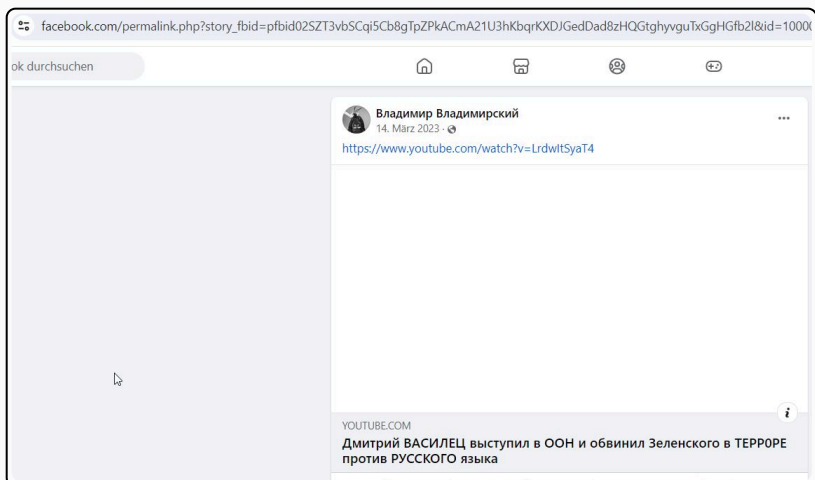 facebook.com/permalink.php?story_fbid=pfbid02SZT3vbSCqi5Cb8gTpZPkACmA21U3hKbqrKXDJGedDad8zHQGtghyvguTxGgHGfb2l&id=1000
ok durchsuchen
Владимир Владимирский
14. März 2023 ·
https://www.youtube.com/watch?v=LrdwItSyaT4
YOUTUBE.COM
Дмитрий ВАСИЛЕЦ выступил в ООН и обвинил Зеленского в ТЕРР0РЕ
против РУССКОГО языка